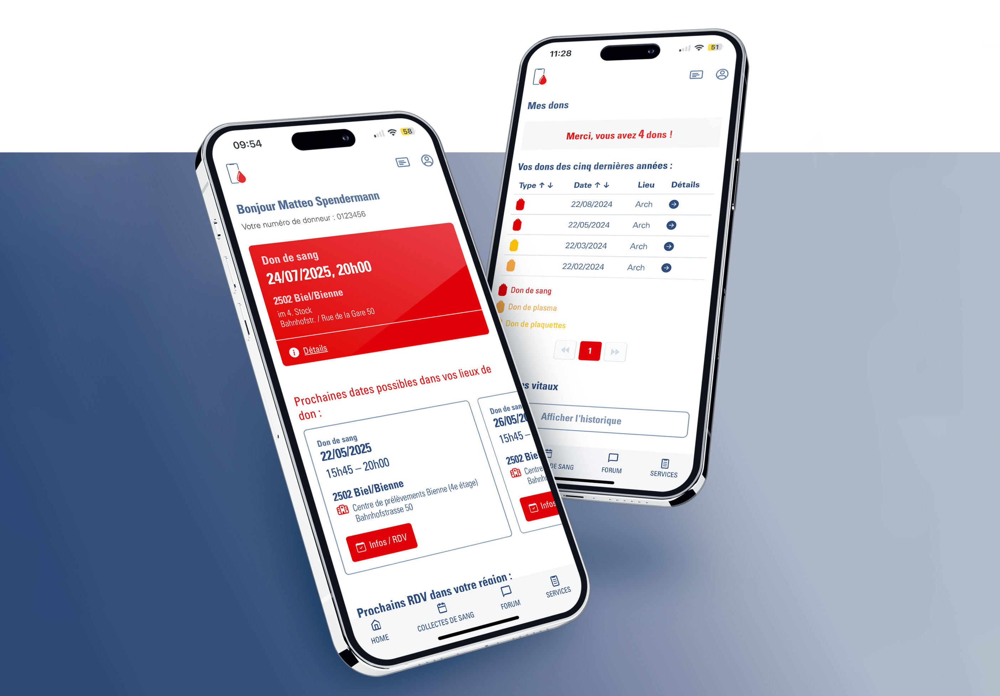 09:54
58
Bonjour Matteo Spendermann
Votre numéro de donneur : 0123456
Don de sang
24/07/2025, 20h00
2502 Biel/Bienne
im 4. Stock
Bahnhofstr. / Rue de la Gare 50
Détails
Prochaines dates possibles dans vos lieux de
don :
Don de sang
22/05/2025
15h45 – 20h00
2502 Biel/Bienne
Centre de prélèvements Bienne (4e étage)
Bahnhofstrasse 50
Infos / RDV
Don de san
26/05/20
15h45 –
2502 Bie
Centre
Bahnho
Infos
Prochains RDV dans votre région :
HOME
COLLECTES DE SANG
FORUM
SERVICES
11:28
51
Mes dons
Merci, vous avez 4 dons !
Vos dons des cinq dernières années :
Type ↑ ↓ Date ↑ ↓ Lieu Détails
22/08/2024 Arch
22/05/2024 Arch
22/03/2024 Arch
22/02/2024 Arch
Don de sang
Don de plasma
Don de plaquettes
1
es vitaux
Afficher l'historique
DE SANG
FORUM
SERVICES